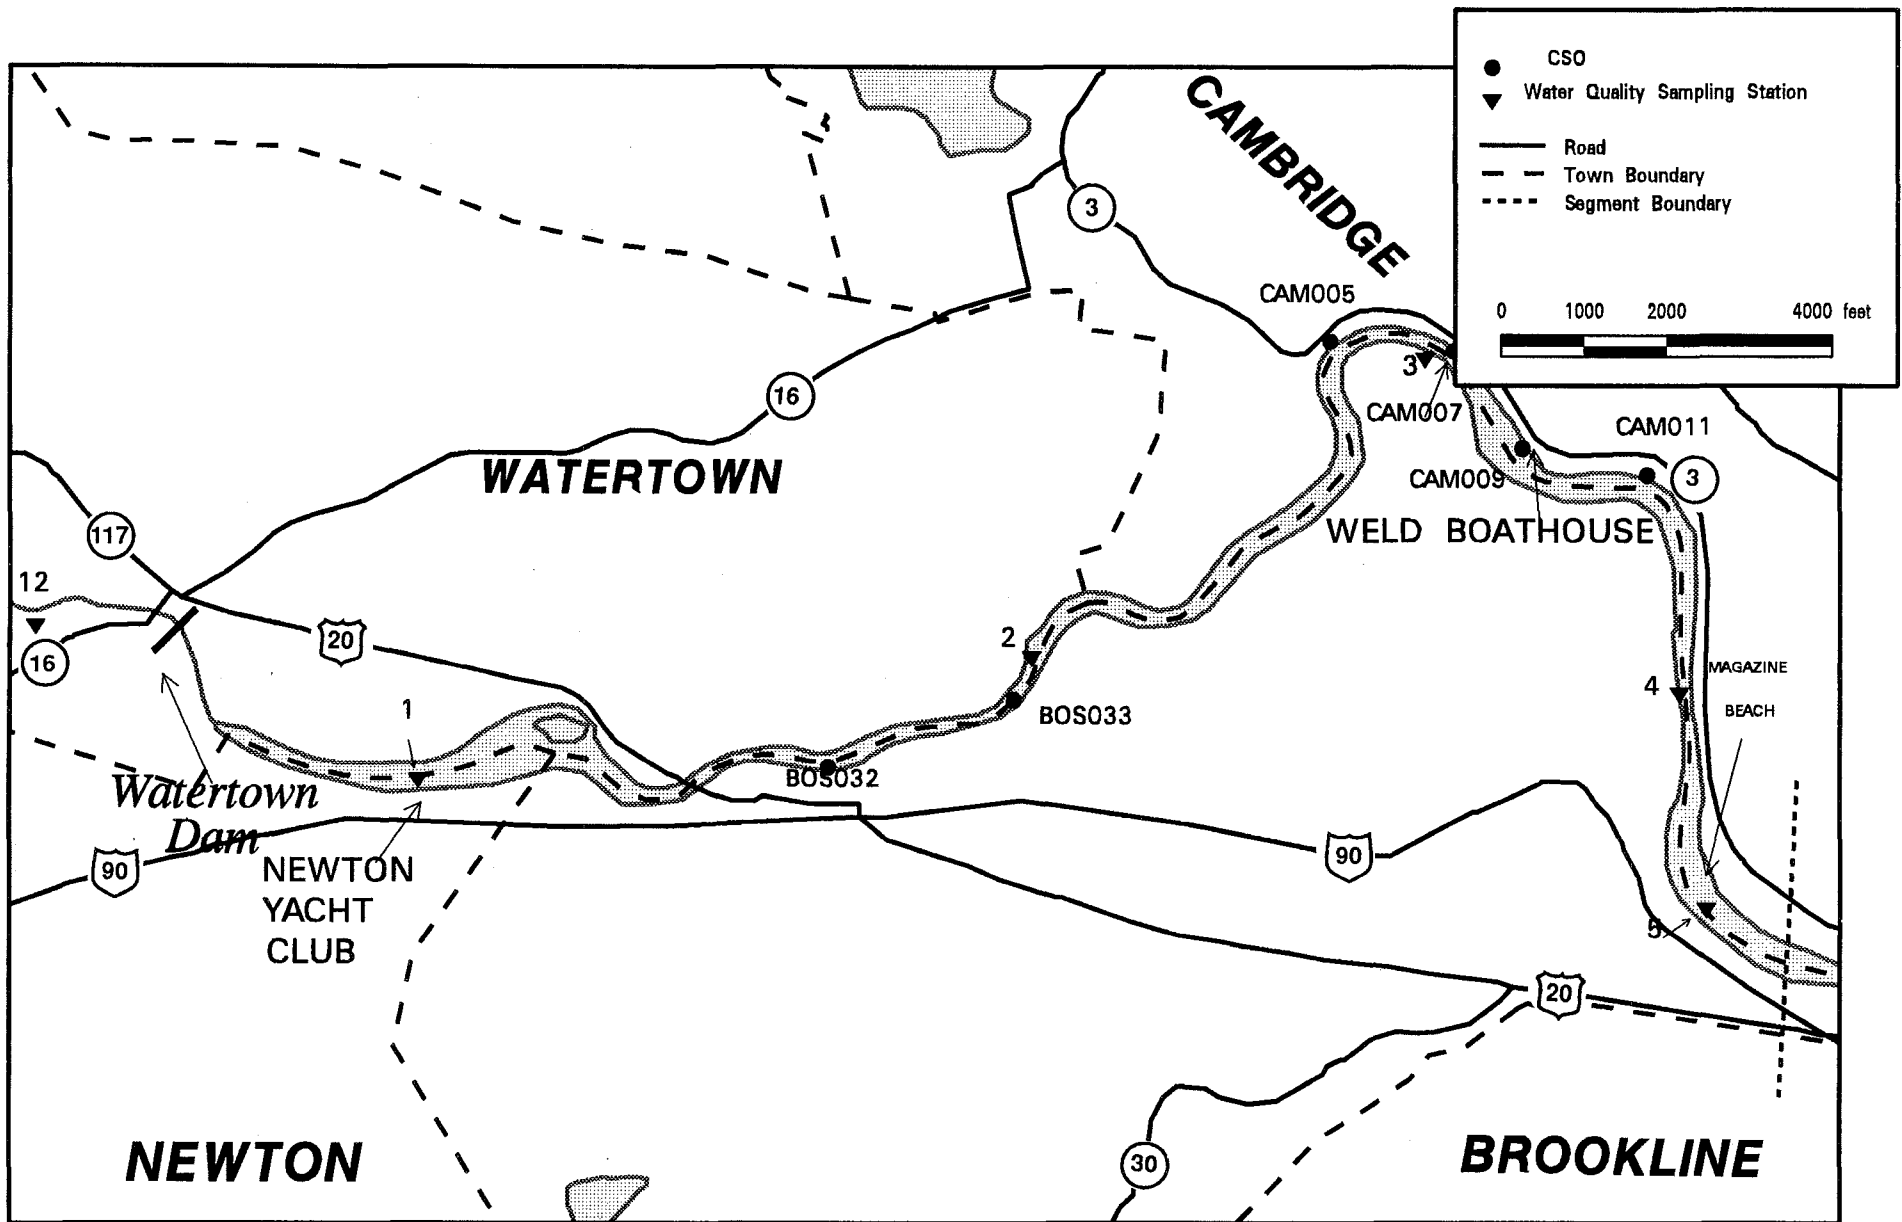 CSO
Water Quality Sampling Station
Road
Town Boundary
Segment Boundary
0 1000 2000 4000 feet
CAMBRIDGE
3
CAM005
16
3
CAM007
CAM011
WATERTOWN
CAM009
3
117
WELD BOATHOUSE
12
20
2
16
MAGAZINE
4
1
BOS033
BEACH
BOS032
Watertown
Dam
90
90
NEWTON
YACHT
CLUB
5
20
NEWTON
BROOKLINE
30